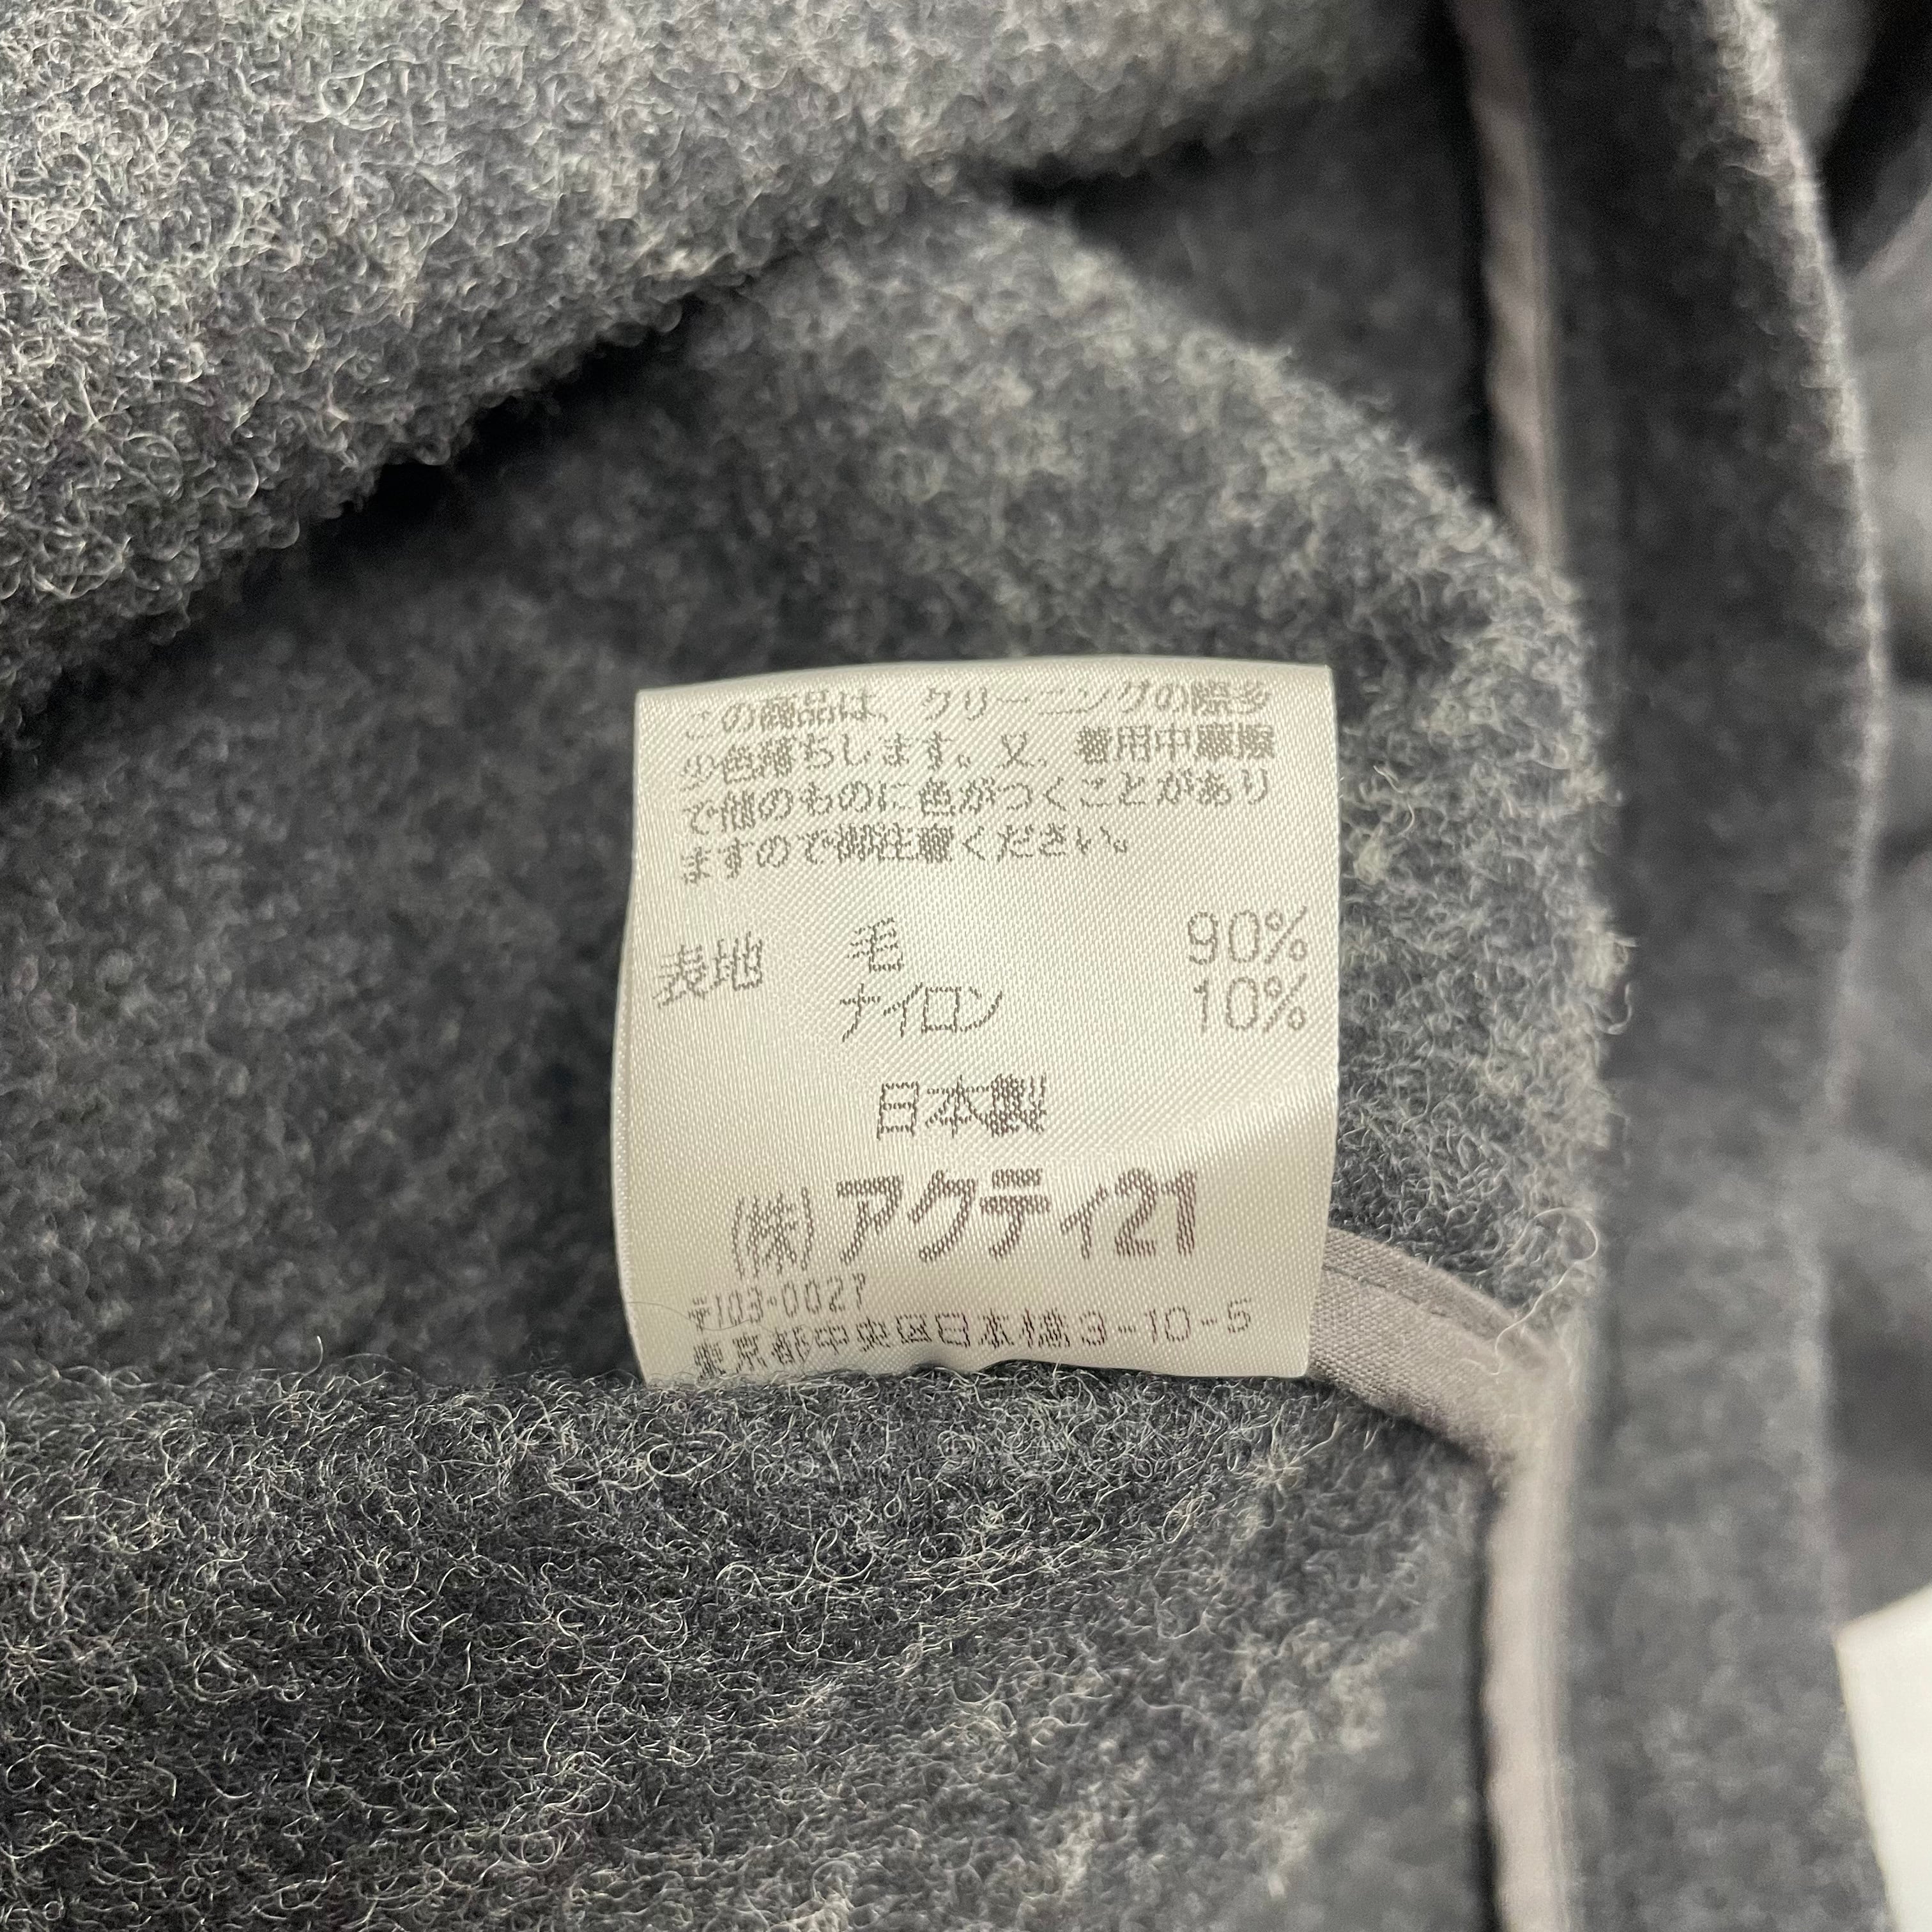 この商品は、クリーニングの際多
少色落ちします。又、着用中摩擦
で他のものに色がつくことがあり
ますので御注意ください。
表地 毛 90%
ナイロン 10%
日本製
(株)アクティ21
〒103-0027
東京都中央区日本橋3-10-5